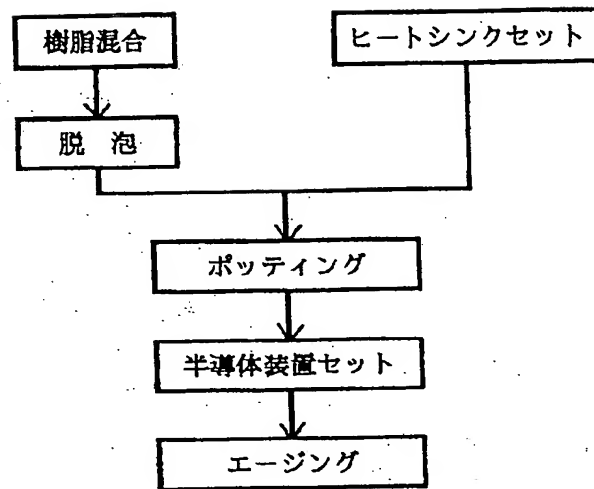 樹脂混合
ヒートシンクセット
脱 泡
ポッティング
半導体装置セット
エージング